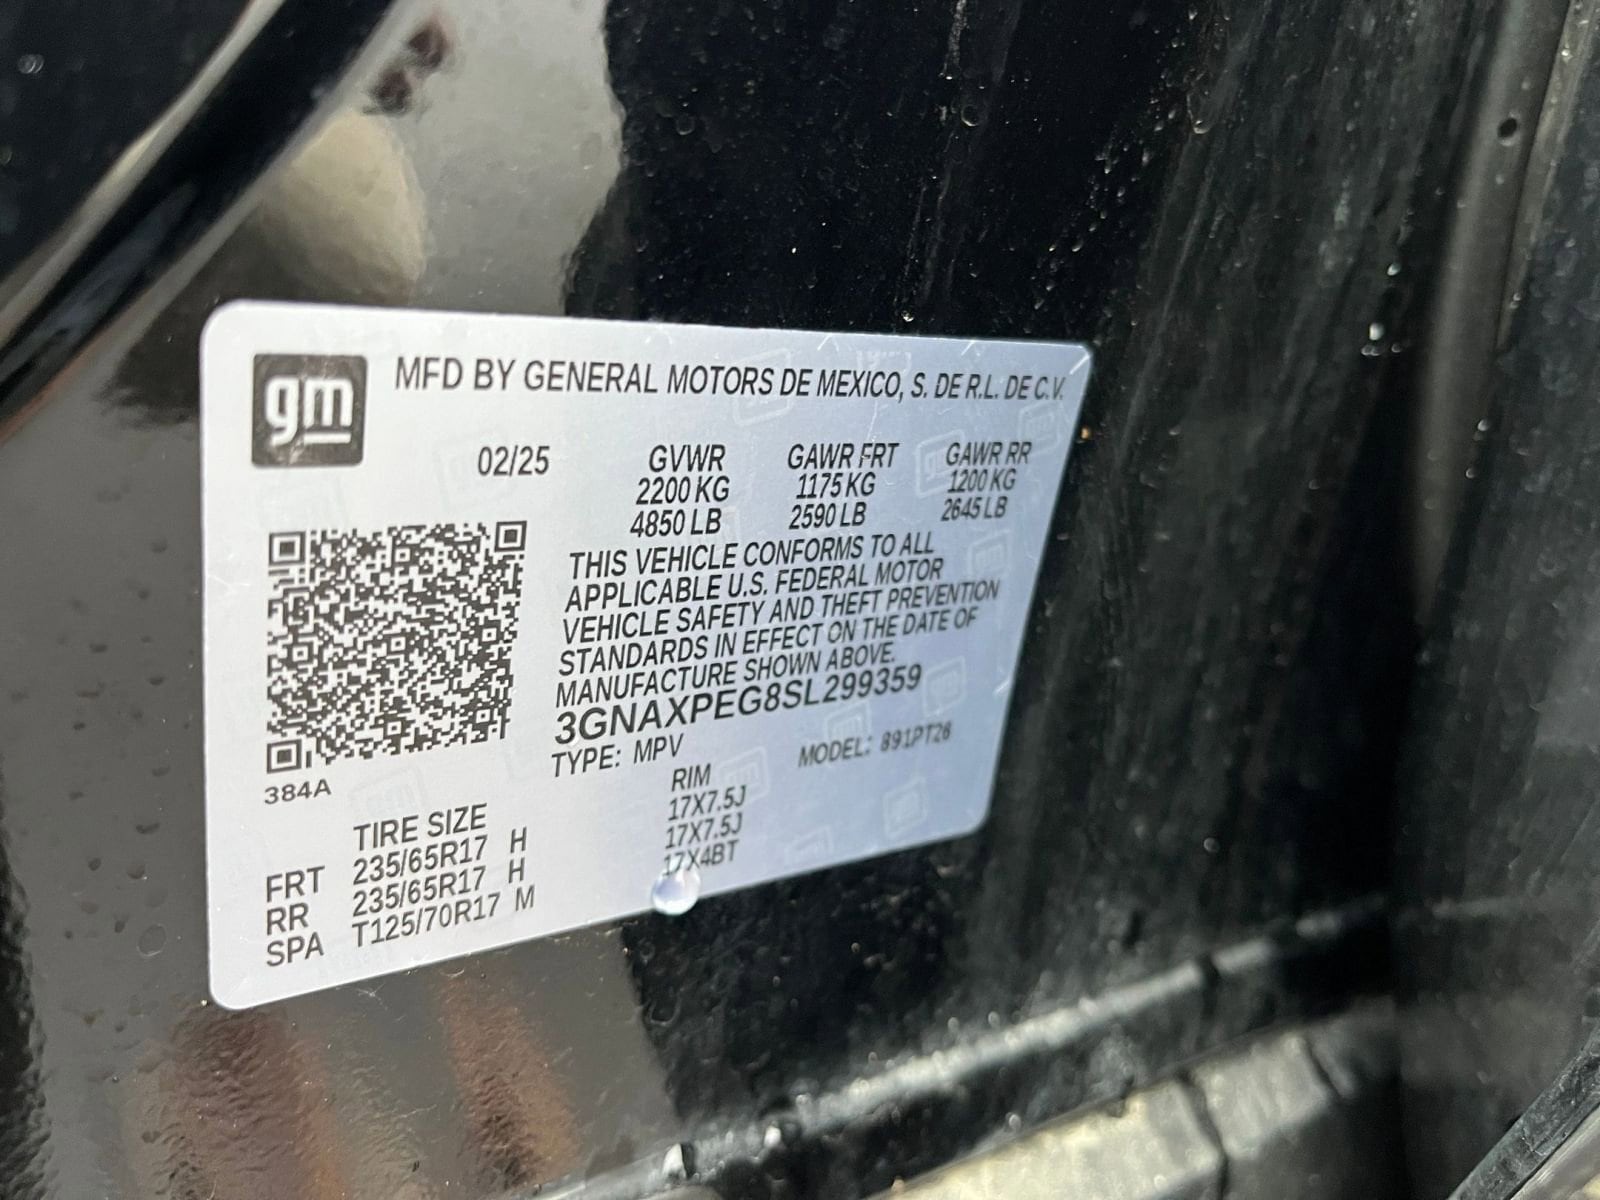 gm
MFD BY GENERAL MOTORS DE MEXICO, S. DE R.L. DE C.V.
02/25
GVWR GAWR FRT GAWR RR
2200 KG 1175 KG 1200 KG
4850 LB 2590 LB 2645 LB
THIS VEHICLE CONFORMS TO ALL
APPLICABLE U.S. FEDERAL MOTOR
VEHICLE SAFETY AND THEFT PREVENTION
STANDARDS IN EFFECT ON THE DATE OF
MANUFACTURE SHOWN ABOVE.
3GNAXPEG8SL299359
TYPE: MPV MODEL: 891PT26
384A
TIRE SIZE RIM
FRT 235/65R17 H 17X7.5J
RR 235/65R17 H 17X7.5J
SPA T125/70R17 M 17X4BT